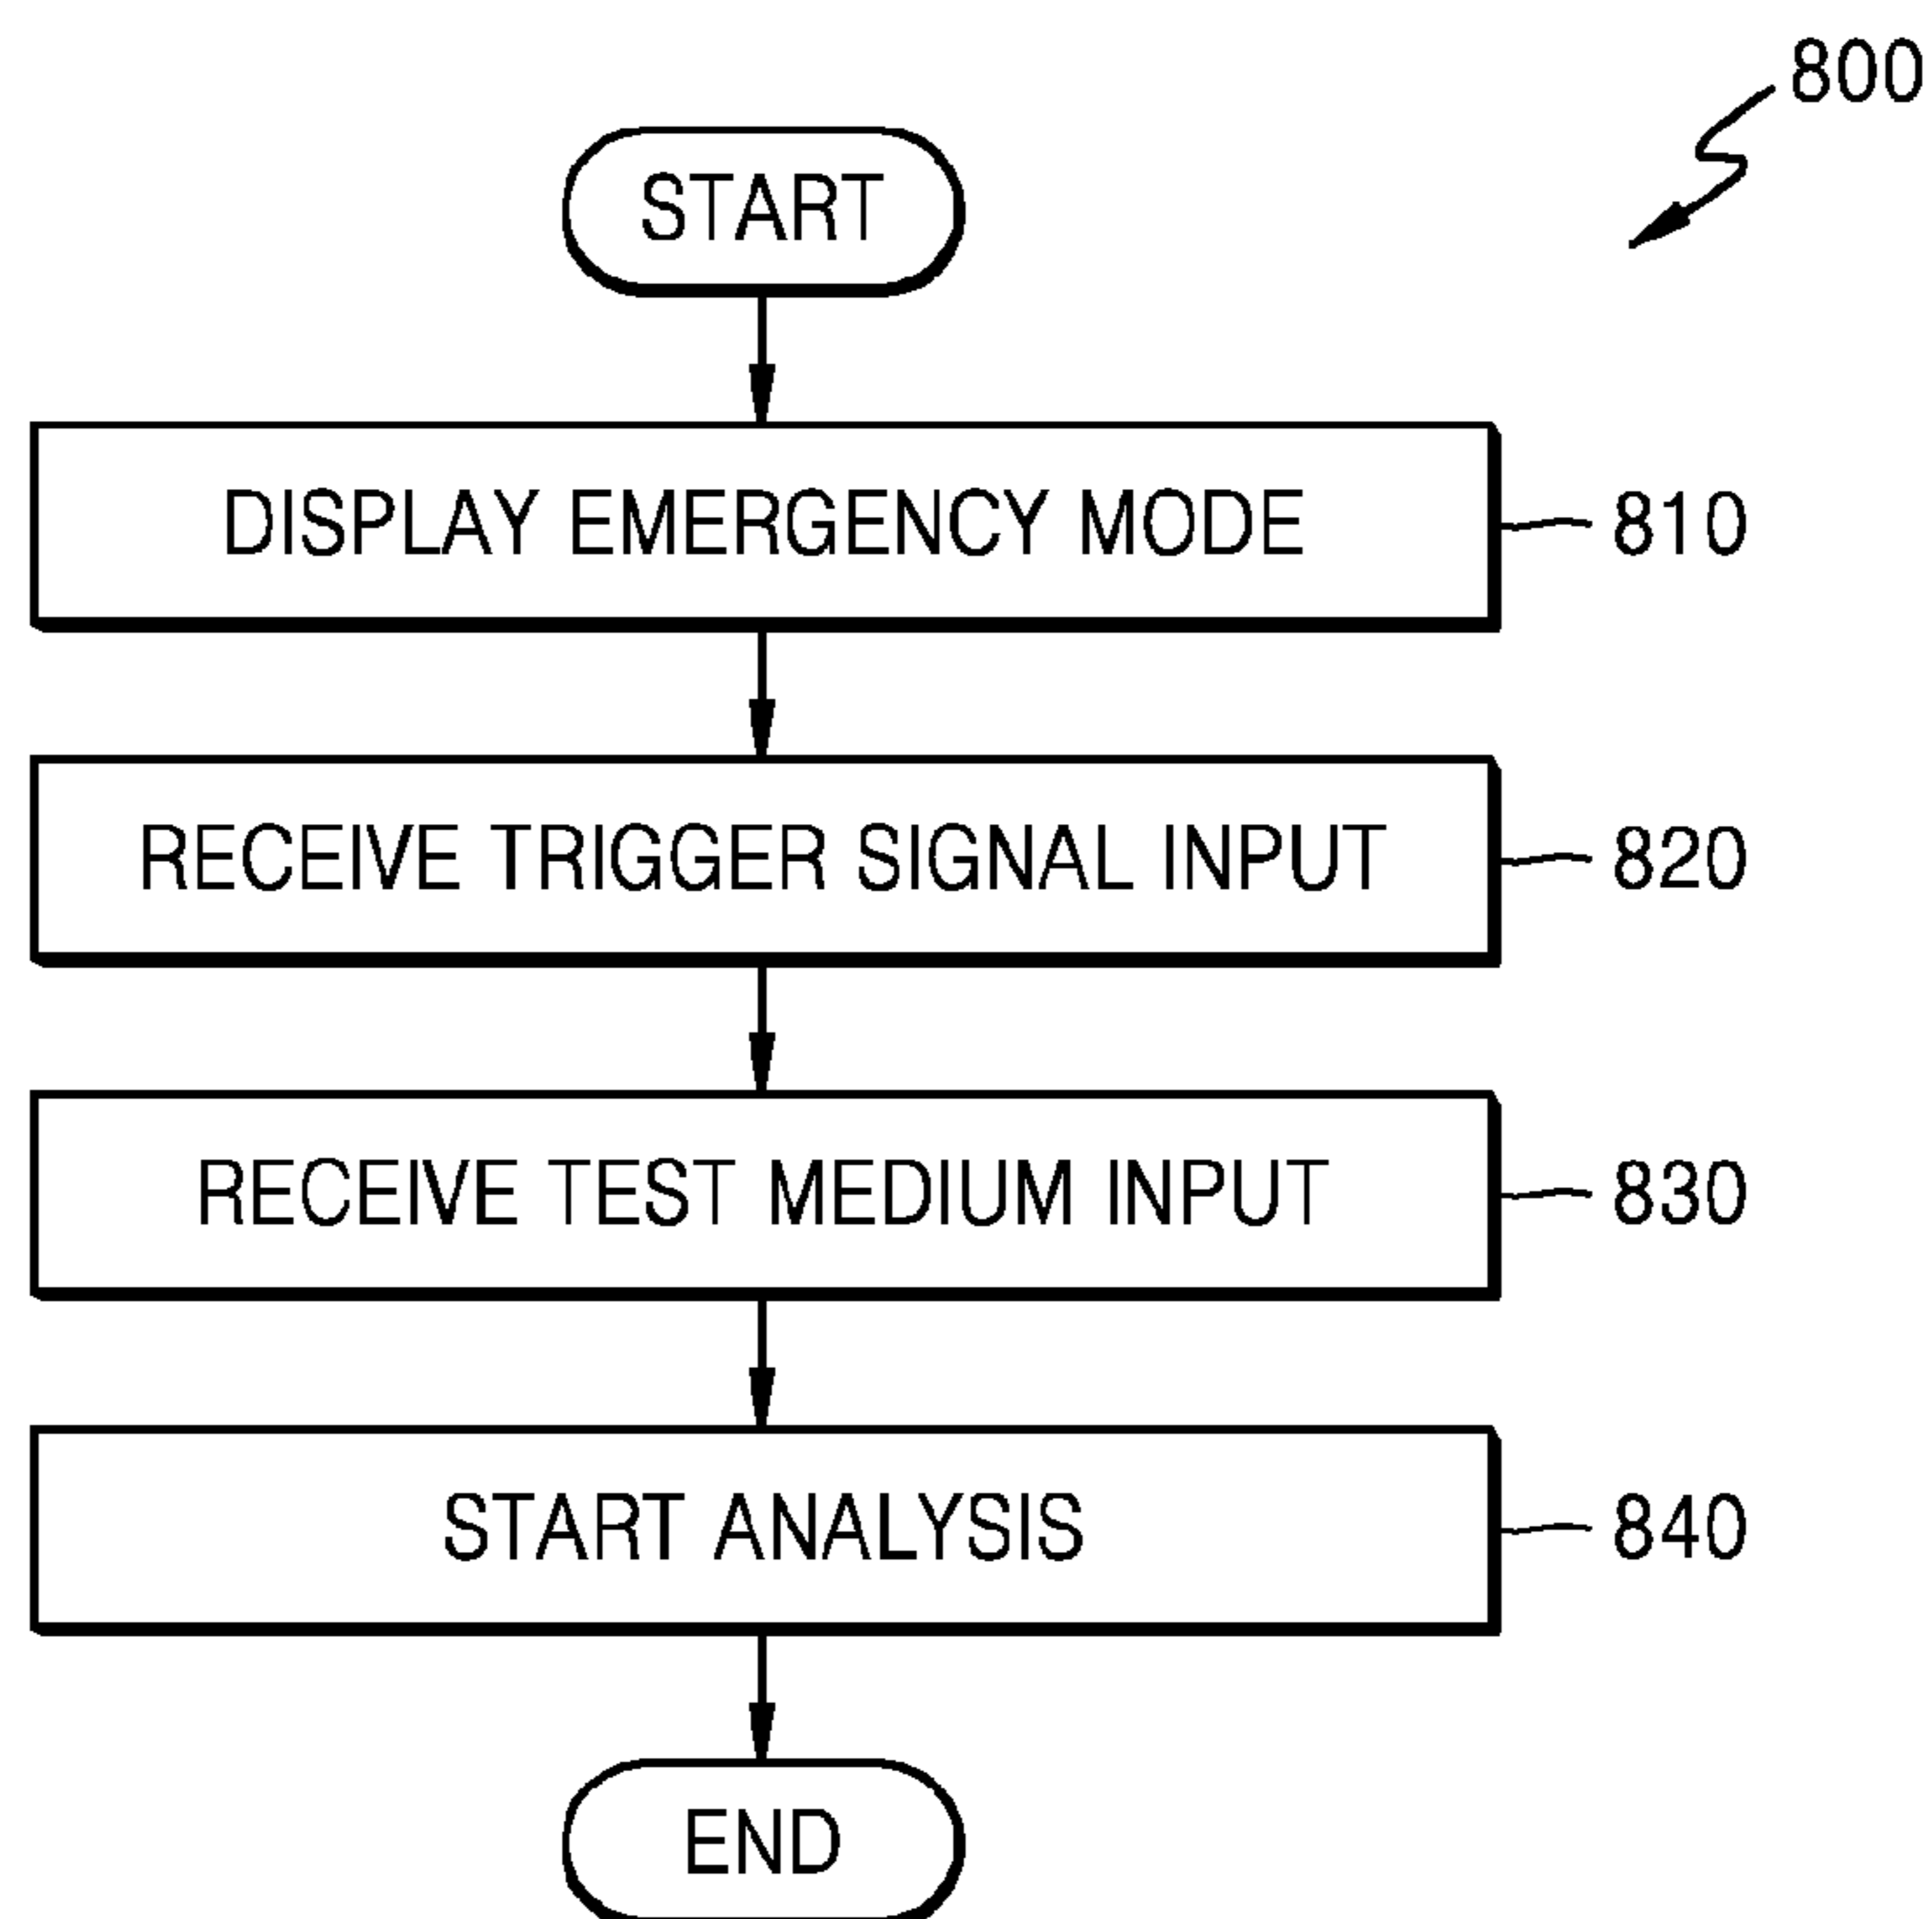 800
START
DISPLAY EMERGENCY MODE
810
RECEIVE TRIGGER SIGNAL INPUT
820
RECEIVE TEST MEDIUM INPUT
830
START ANALYSIS
840
END